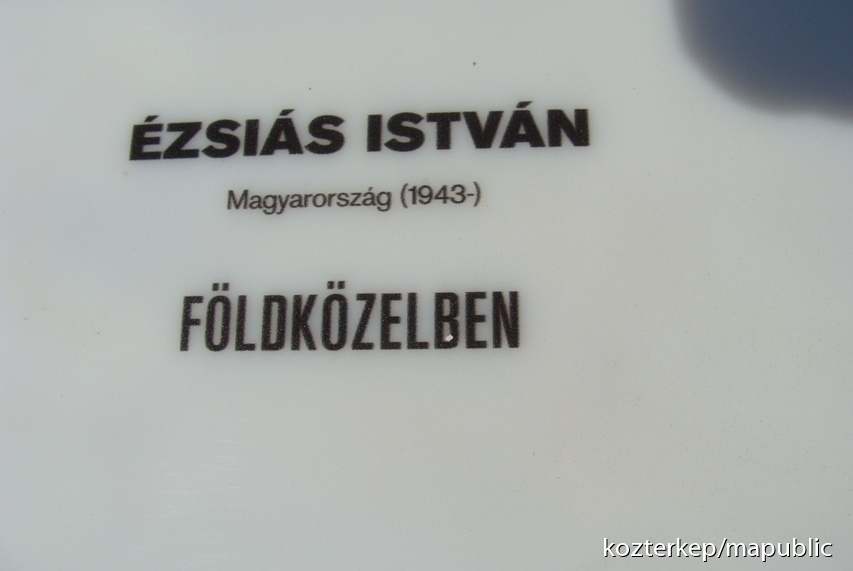 ÉZSIÁS ISTVÁN
Magyarország (1943-)
FÖLDKÖZELBEN
kozterkep/mapublic